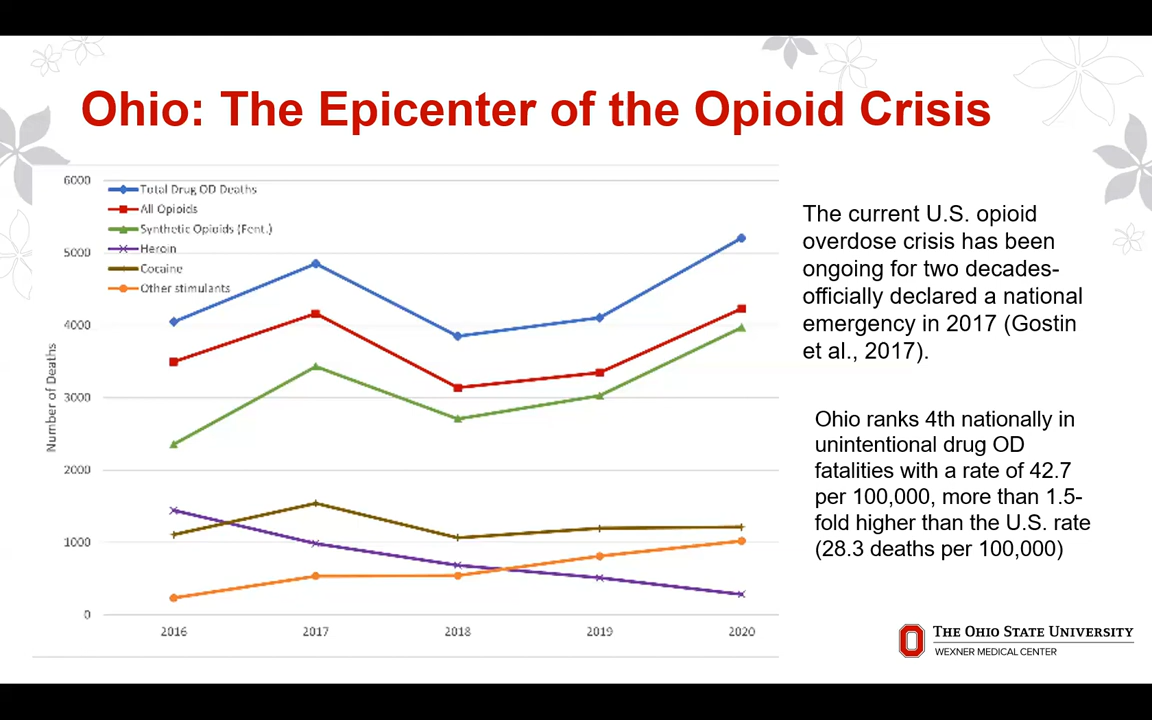 Ohio: The Epicenter of the Opioid Crisis
6000
5000
4000
3000
2000
1000
0
Number of Deaths
Total Drug OD Deaths
All Opioids
Synthetic Opioids (Fent.)
Heroin
Cocaine
Other stimulants
2016 2017 2018 2019 2020
The current U.S. opioid
overdose crisis has been
ongoing for two decades-
officially declared a national
emergency in 2017 (Gostin
et al., 2017).
Ohio ranks 4th nationally in
unintentional drug OD
fatalities with a rate of 42.7
per 100,000, more than 1.5-
fold higher than the U.S. rate
(28.3 deaths per 100,000)
THE OHIO STATE UNIVERSITY
WEXNER MEDICAL CENTER